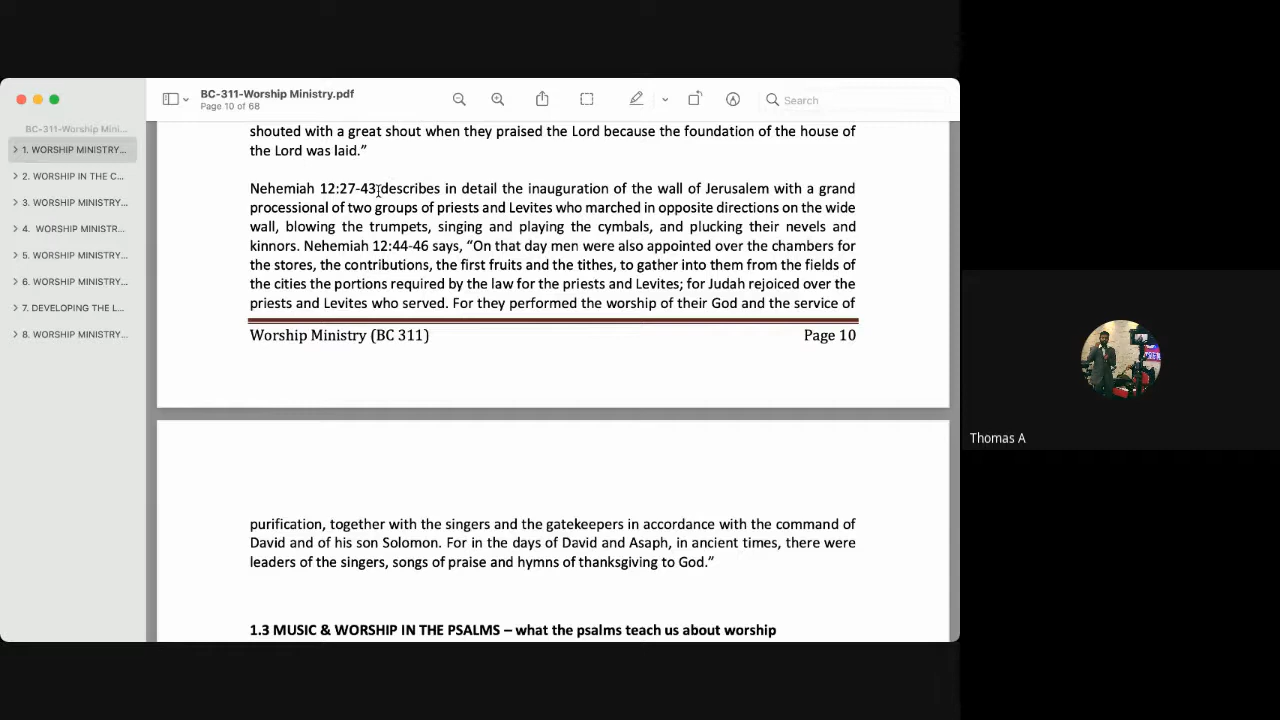 BC-311-Worship Ministry.pdf
Page 10 of 68
Search
BC-311-Worship Mini...
1. WORSHIP MINISTRY...
2. WORSHIP IN THE C...
3. WORSHIP MINISTRY...
4. WORSHIP MINISTR...
5. WORSHIP MINISTRY...
6. WORSHIP MINISTRY...
7. DEVELOPING THE L...
8. WORSHIP MINISTRY...
shouted with a great shout when they praised the Lord because the foundation of the house of
the Lord was laid.”
Nehemiah 12:27-43 describes in detail the inauguration of the wall of Jerusalem with a grand
processional of two groups of priests and Levites who marched in opposite directions on the wide
wall, blowing the trumpets, singing and playing the cymbals, and plucking their nevels and
kinnors. Nehemiah 12:44-46 says, “On that day men were also appointed over the chambers for
the stores, the contributions, the first fruits and the tithes, to gather into them from the fields of
the cities the portions required by the law for the priests and Levites; for Judah rejoiced over the
priests and Levites who served. For they performed the worship of their God and the service of
Worship Ministry (BC 311) Page 10
purification, together with the singers and the gatekeepers in accordance with the command of
David and of his son Solomon. For in the days of David and Asaph, in ancient times, there were
leaders of the singers, songs of praise and hymns of thanksgiving to God.”
1.3 MUSIC & WORSHIP IN THE PSALMS – what the psalms teach us about worship
Thomas A